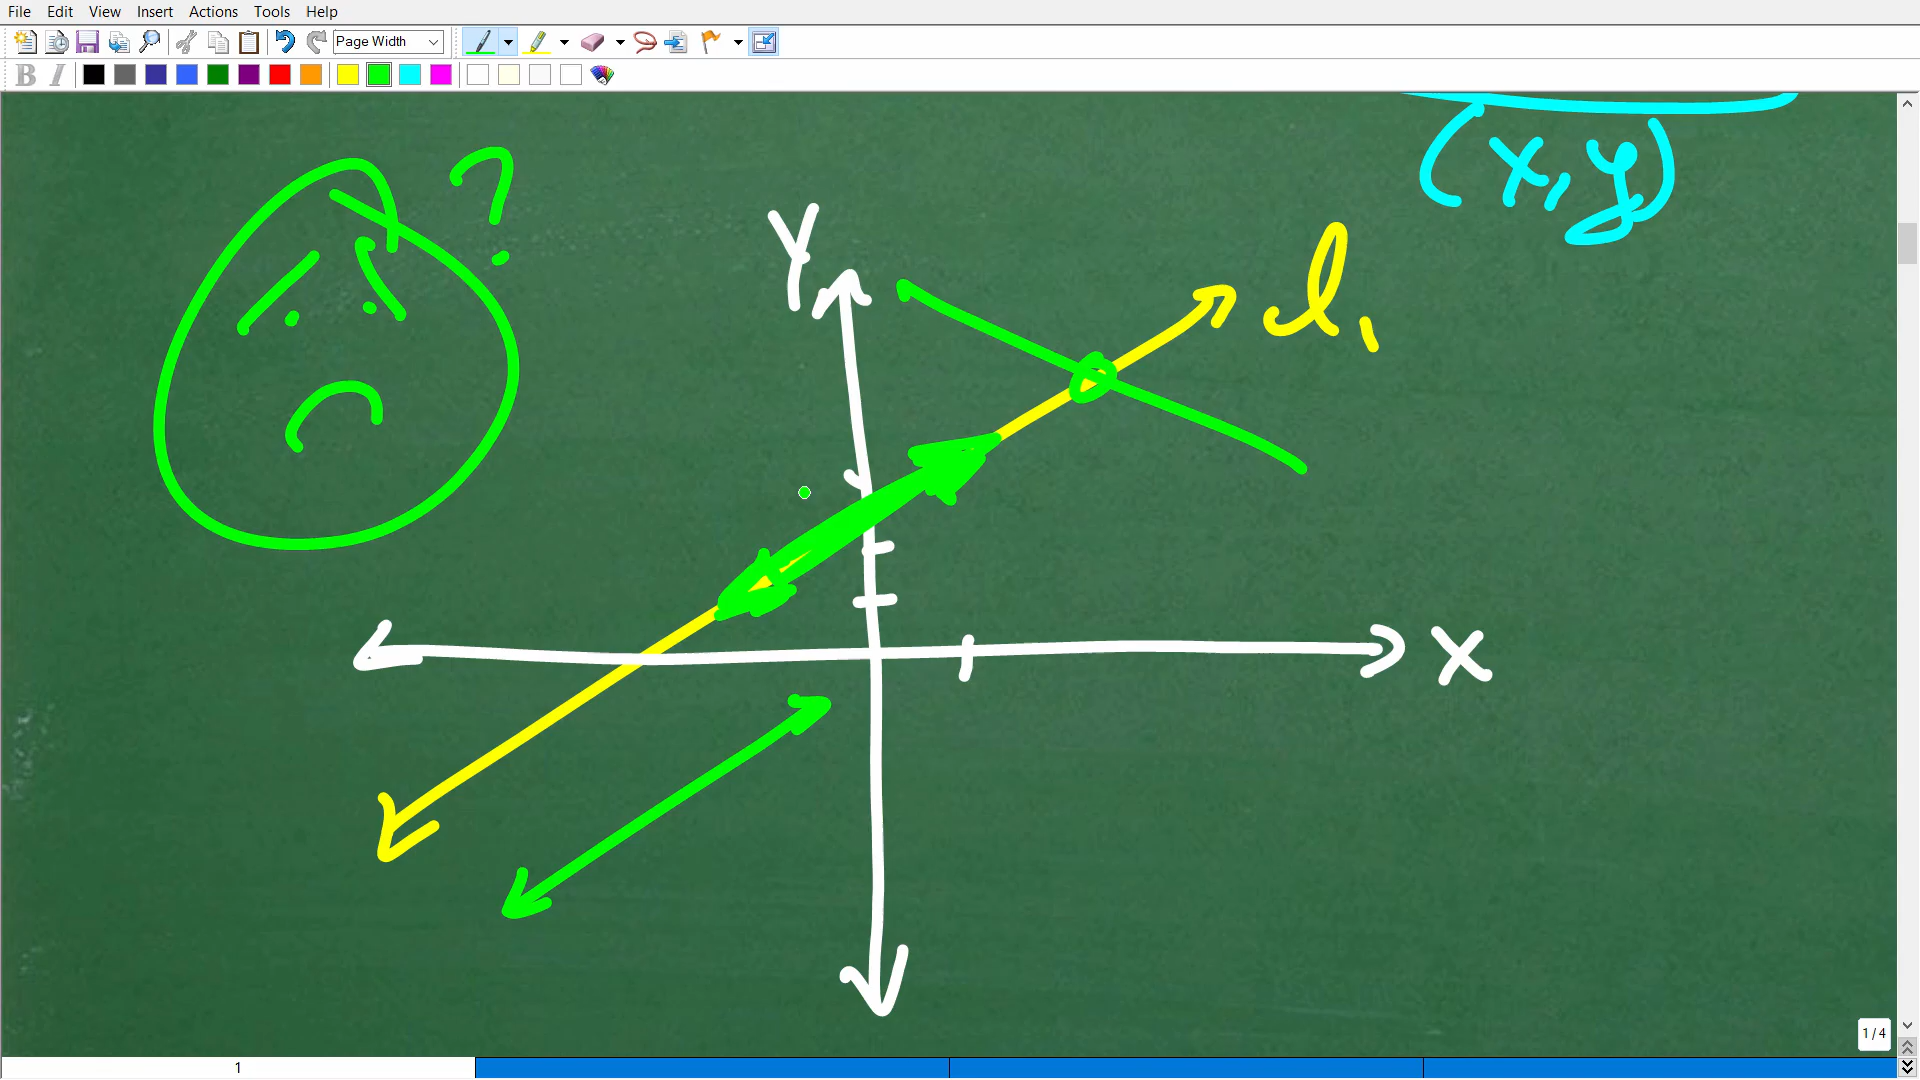 File Edit View Insert Actions Tools Help
Page Width
B I
(x,y)
?
Y
l1
X
1/4
1